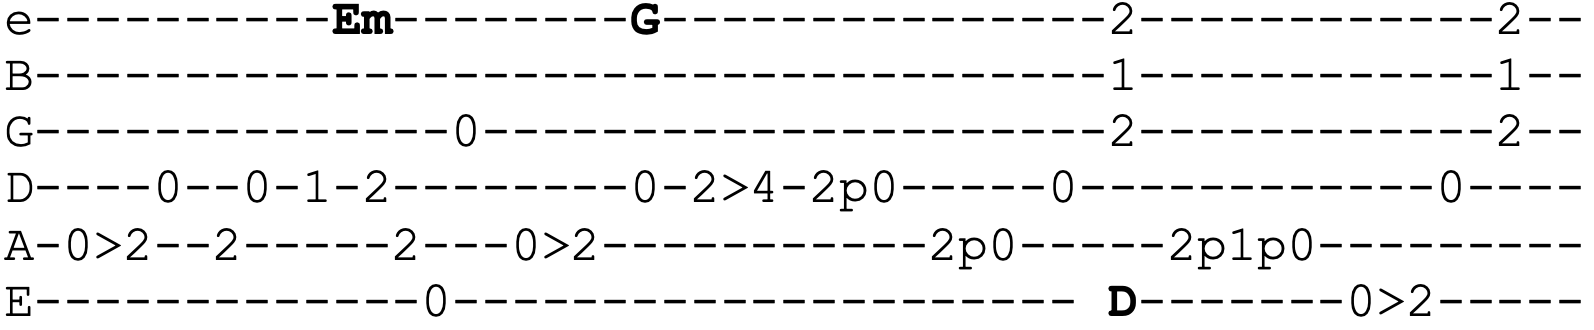 e----------Em--------G---------------2------------2--
B------------------------------------1------------1--
G--------------0---------------------2------------2--
D----0--0-1-2--------0-2>4-2p0-----0------------0----
A-0>2--2-----2---0>2-----------2p0-----2p1p0---------
E-------------0--------------------- D-------0>2-----